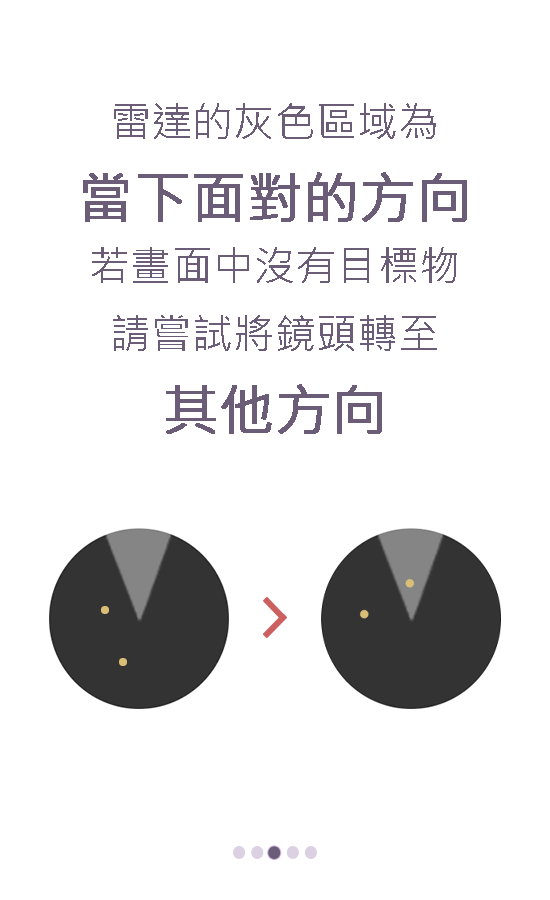 雷達的灰色區域為
當下面對的方向
若畫面中沒有目標物
請嘗試將鏡頭轉至
其他方向